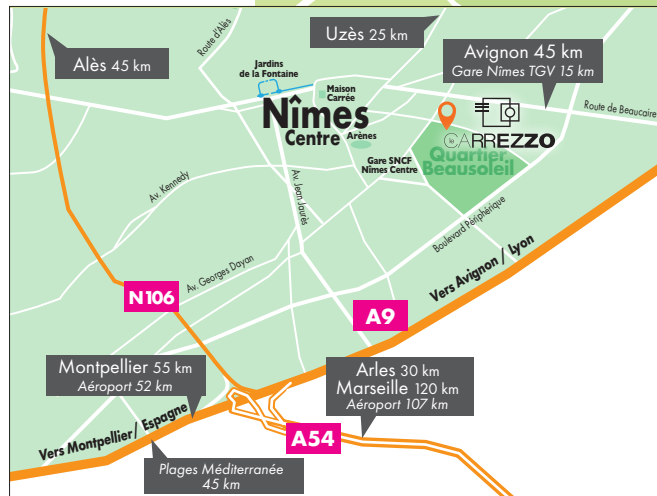 Uzès 25 km
Route d'Alès
Alès 45 km
Avignon 45 km
Gare Nîmes TGV 15 km
Jardins
de la Fontaine
Maison
Carrée
Route de Beaucaire
Nîmes
Centre
Arènes
le CARREZZO
Quartier
Beausoleil
Gare SNCF
Nîmes Centre
Av. Kennedy
Av. Jean Jaurès
Boulevard Périphérique
Av. Georges Dayan
Vers Avignon / Lyon
N106
A9
Montpellier 55 km
Aéroport 52 km
Arles 30 km
Marseille 120 km
Aéroport 107 km
Vers Montpellier/ Espagne
A54
Plages Méditerranée
45 km